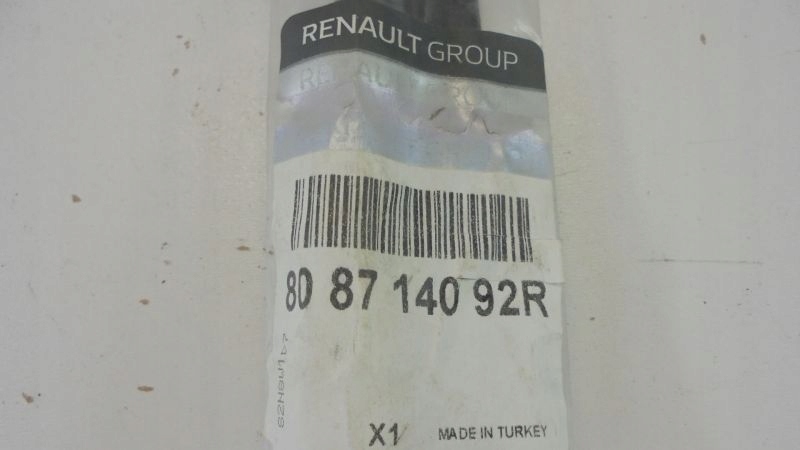 RENAULT GROUP
80 87 140 92R
X1
MADE IN TURKEY